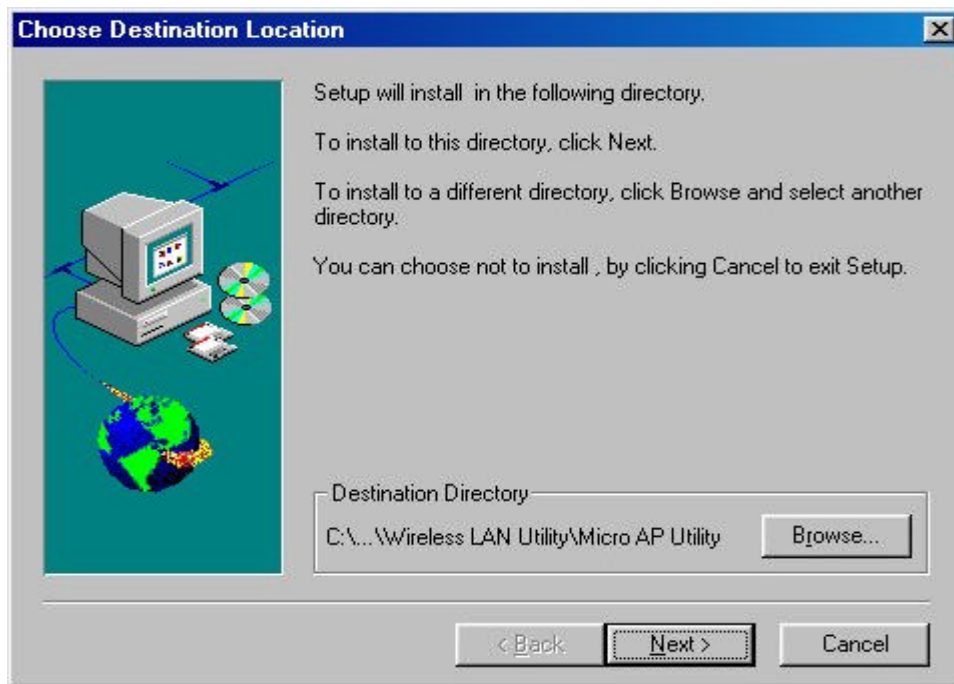 Choose Destination Location
Setup will install  in the following directory.
To install to this directory, click Next.
To install to a different directory, click Browse and select another
directory.
You can choose not to install , by clicking Cancel to exit Setup.
Destination Directory
C:\...\Wireless LAN Utility\Micro AP Utility
Browse...
< Back
Next >
Cancel